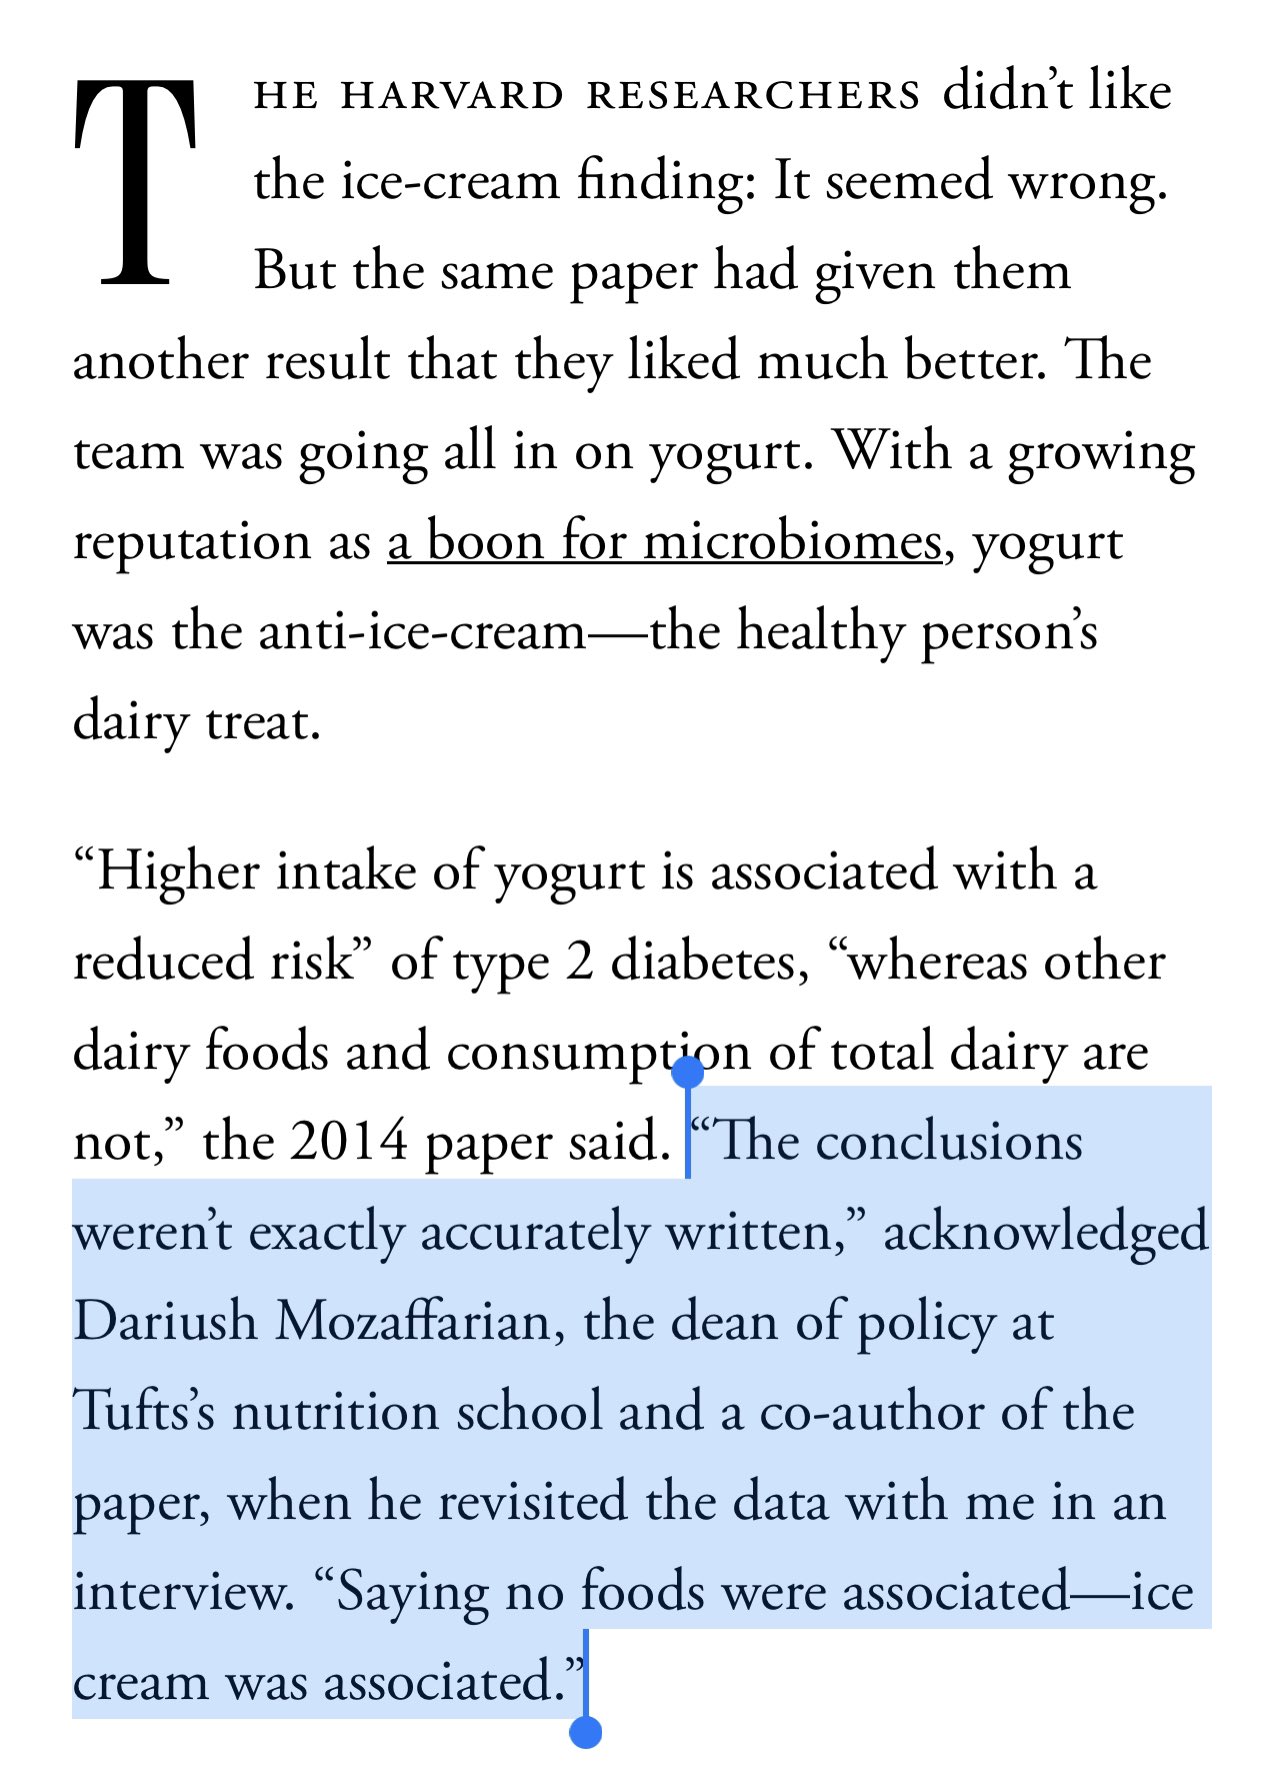 THE HARVARD RESEARCHERS didn’t like
the ice-cream finding: It seemed wrong.
But the same paper had given them
another result that they liked much better. The
team was going all in on yogurt. With a growing
reputation as a boon for microbiomes, yogurt
was the anti-ice-cream—the healthy person’s
dairy treat.
“Higher intake of yogurt is associated with a
reduced risk” of type 2 diabetes, “whereas other
dairy foods and consumption of total dairy are
not,” the 2014 paper said. “The conclusions
weren’t exactly accurately written,” acknowledged
Dariush Mozaffarian, the dean of policy at
Tufts’s nutrition school and a co-author of the
paper, when he revisited the data with me in an
interview. “Saying no foods were associated—ice
cream was associated.”